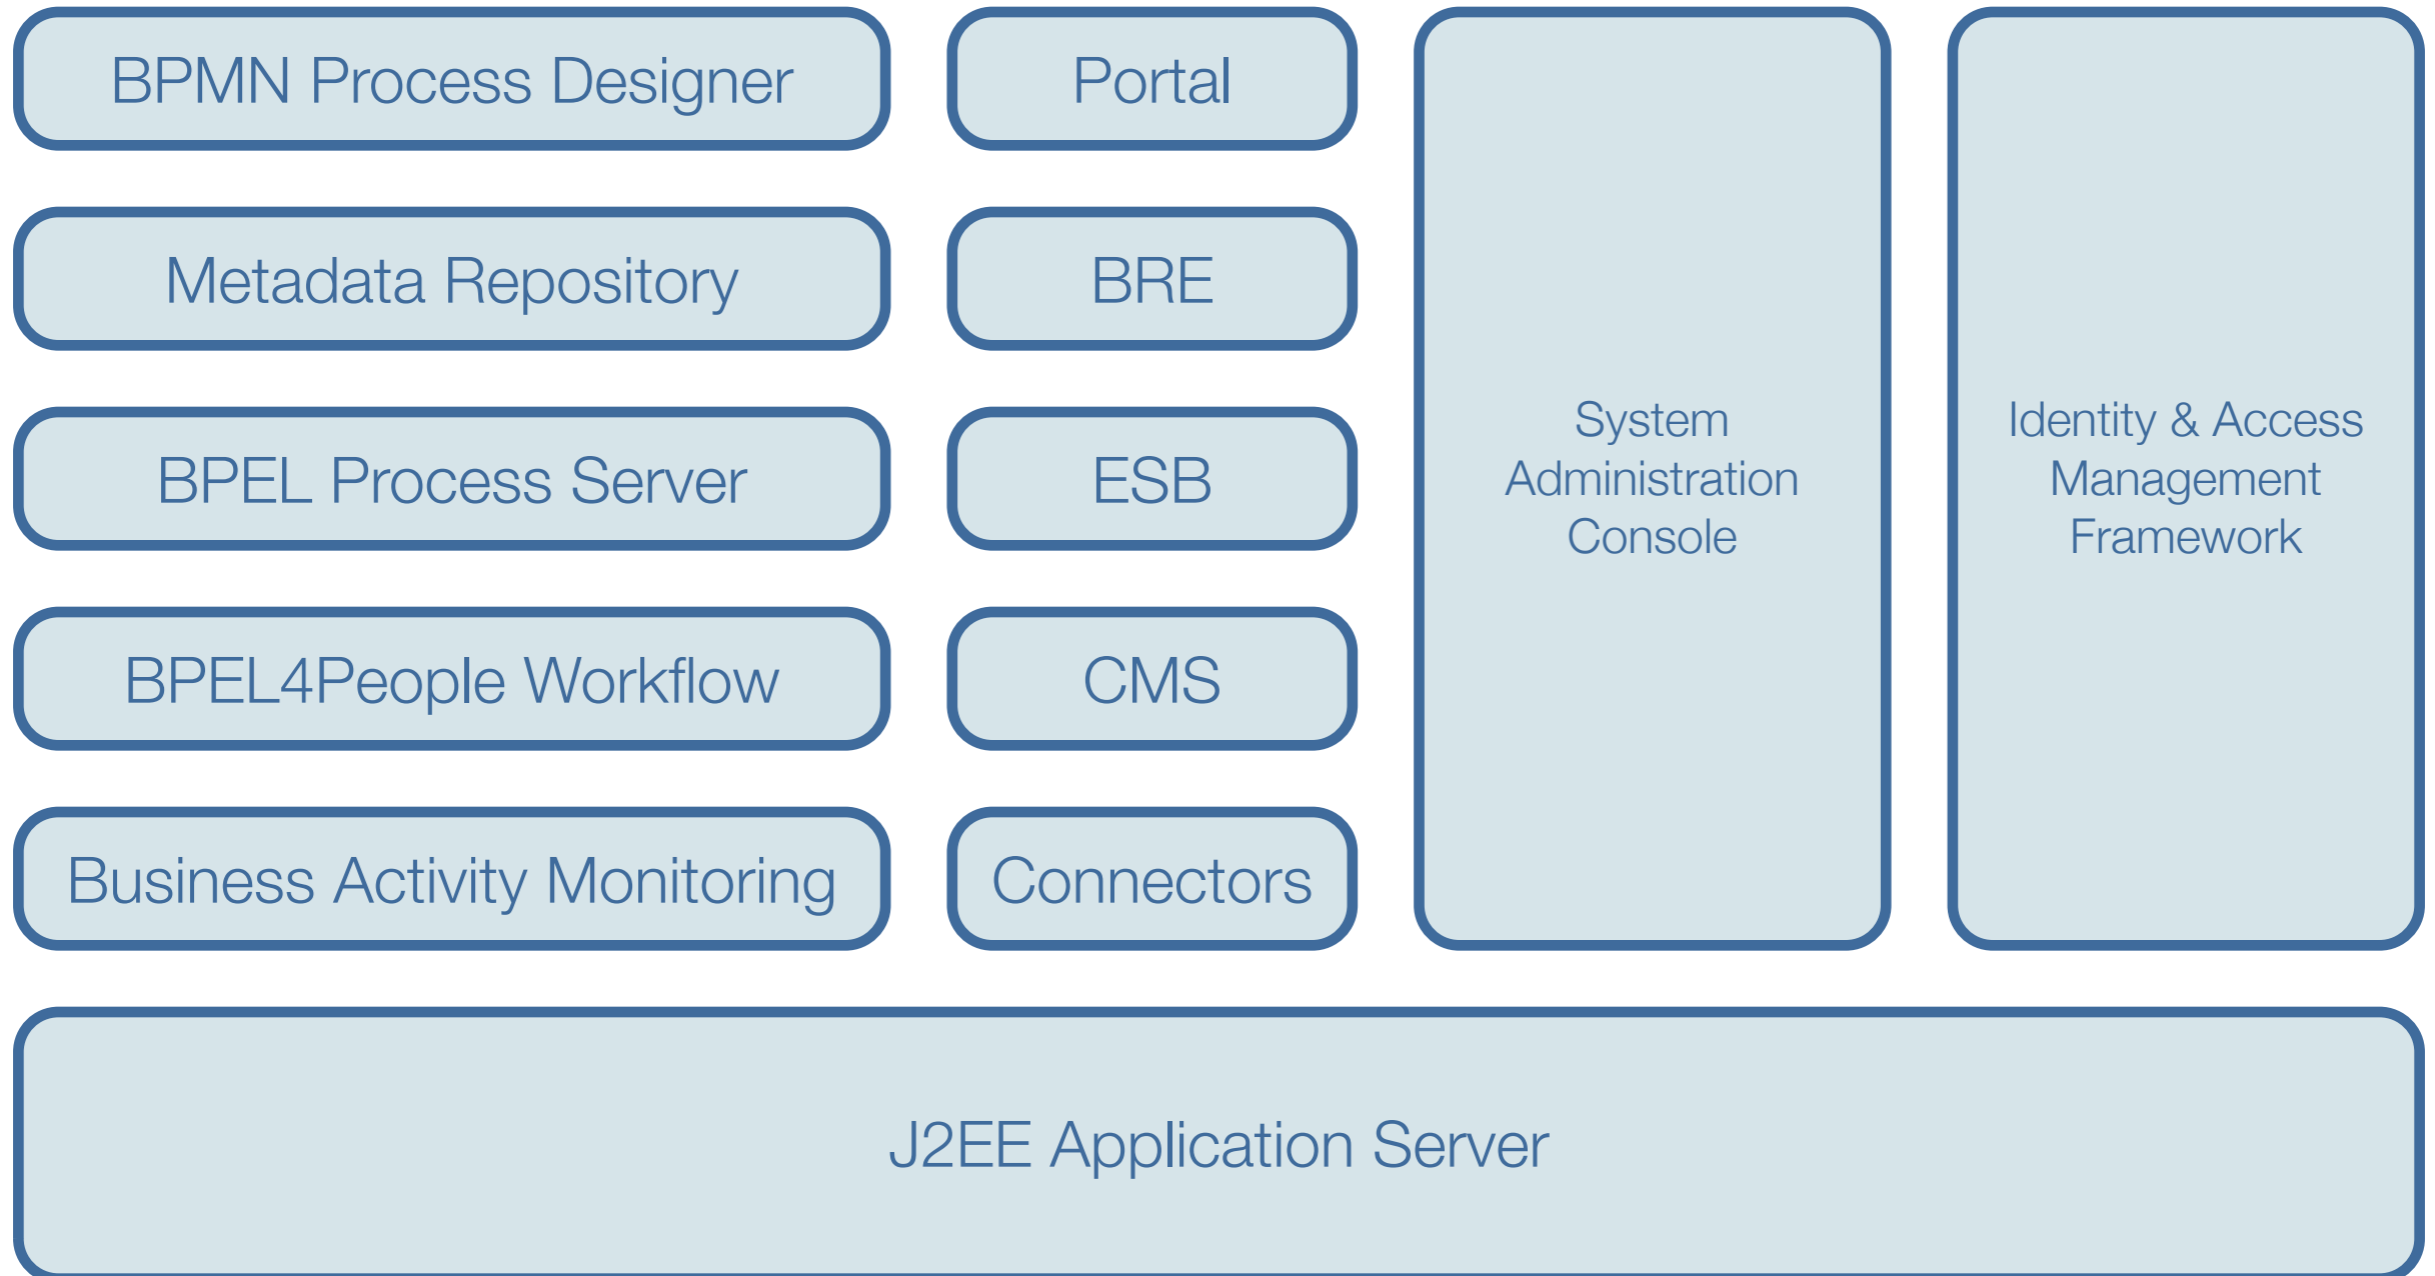 BPMN Process Designer
Portal
Metadata Repository
BRE
BPEL Process Server
ESB
BPEL4People Workflow
CMS
Business Activity Monitoring
Connectors
System
Administration
Console
Identity & Access
Management
Framework
J2EE Application Server